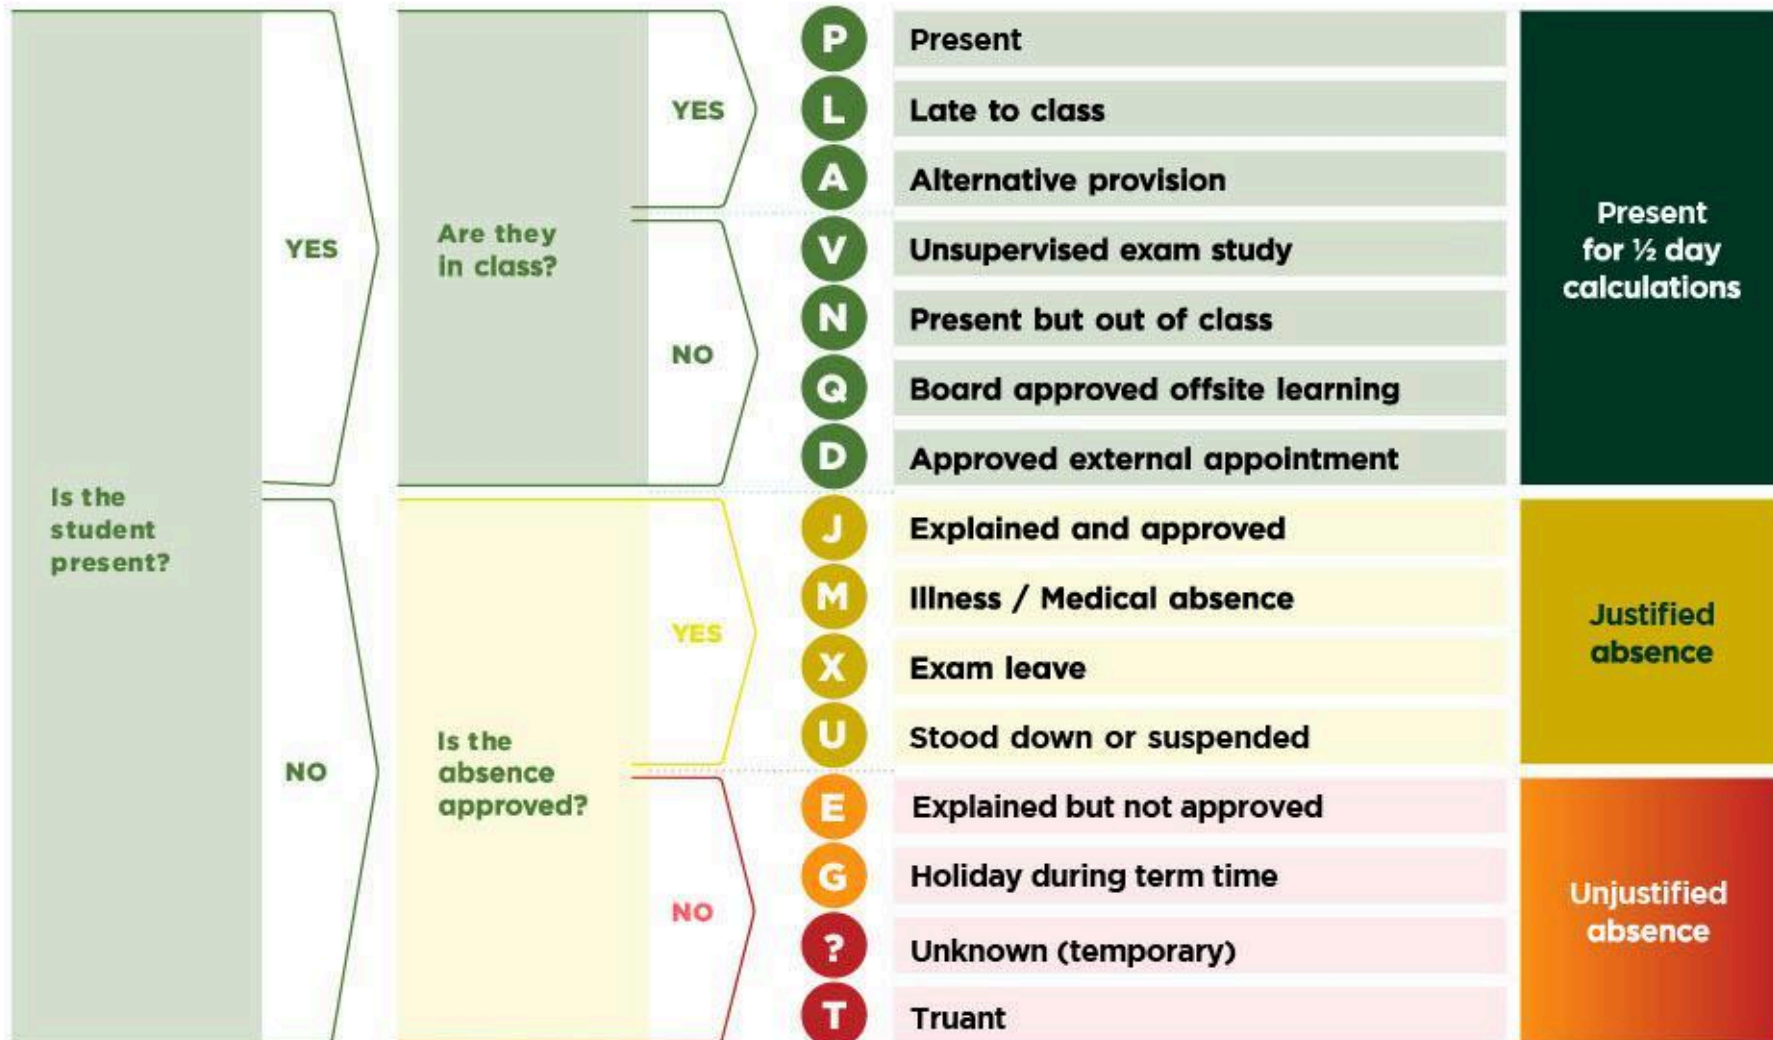 Is the
student
present?
YES
NO
Are they
in class?
YES
NO
Is the
absence
approved?
YES
NO
P Present
L Late to class
A Alternative provision
V Unsupervised exam study
N Present but out of class
Q Board approved offsite learning
D Approved external appointment
J Explained and approved
M Illness / Medical absence
X Exam leave
U Stood down or suspended
E Explained but not approved
G Holiday during term time
? Unknown (temporary)
T Truant
Present
for ½ day
calculations
Justified
absence
Unjustified
absence